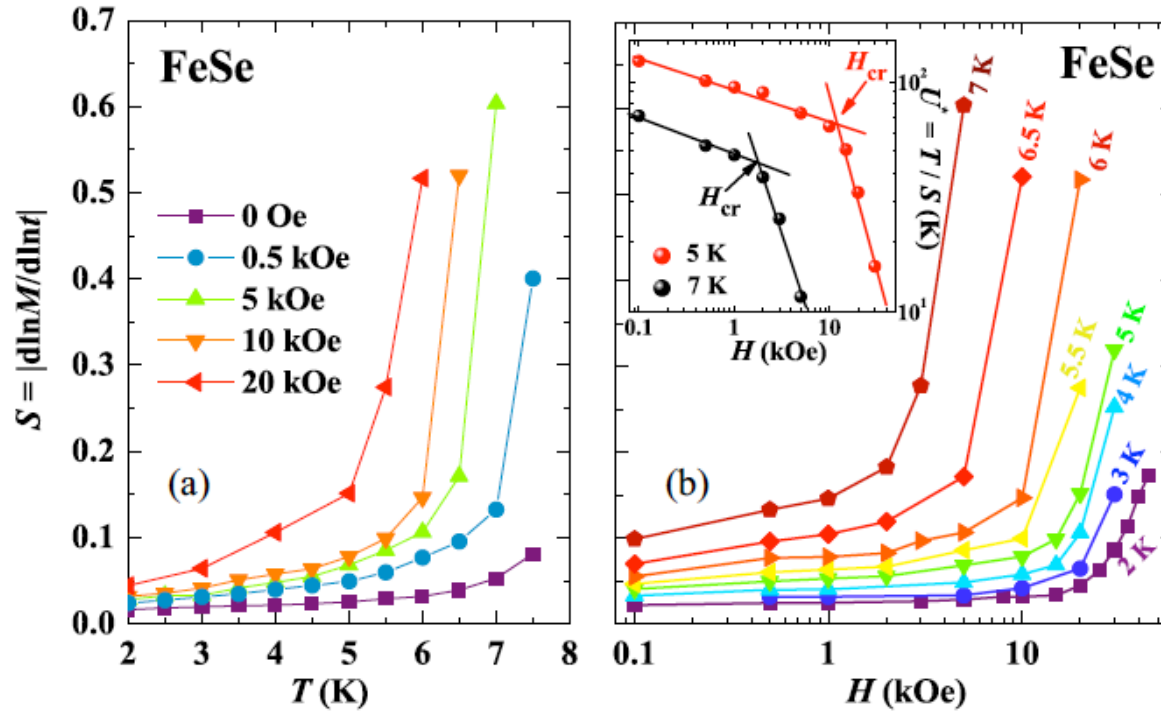 FeSe
S = |dlnM/dlnt|
0.7
0.6
0.5
0.4
0.3
0.2
0.1
0.0
0 Oe
0.5 kOe
5 kOe
10 kOe
20 kOe
(a)
2 3 4 5 6 7 8
T (K)
FeSe
H_cr
H_cr
5 K
7 K
0.1 1 10
H (kOe)
10^2
10^1
U* = T / S (K)
7 K
6.5 K
6 K
5.5 K
5 K
4 K
3 K
2 K
(b)
0.1 1 10
H (kOe)